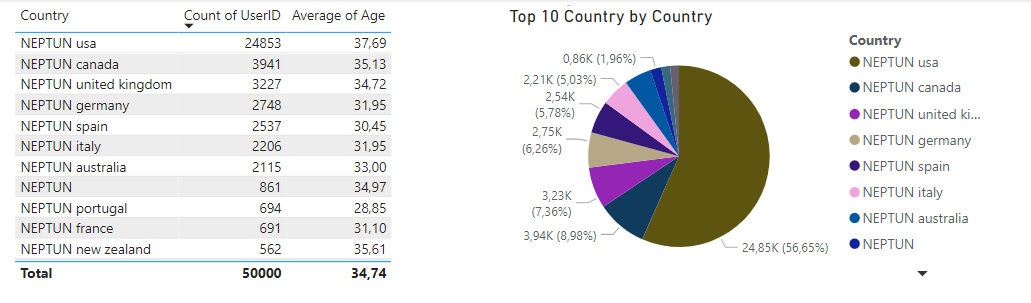 Country Count of UserID Average of Age
NEPTUN usa 24853 37,69
NEPTUN canada 3941 35,13
NEPTUN united kingdom 3227 34,72
NEPTUN germany 2748 31,95
NEPTUN spain 2537 30,45
NEPTUN italy 2206 31,95
NEPTUN australia 2115 33,00
NEPTUN 861 34,97
NEPTUN portugal 694 28,85
NEPTUN france 691 31,10
NEPTUN new zealand 562 35,61
Total 50000 34,74
Top 10 Country by Country
0,86K (1,96%)
2,21K (5,03%)
2,54K
(5,78%)
2,75K
(6,26%)
3,23K
(7,36%)
3,94K (8,98%)
24,85K (56,65%)
Country
NEPTUN usa
NEPTUN canada
NEPTUN united ki...
NEPTUN germany
NEPTUN spain
NEPTUN italy
NEPTUN australia
NEPTUN